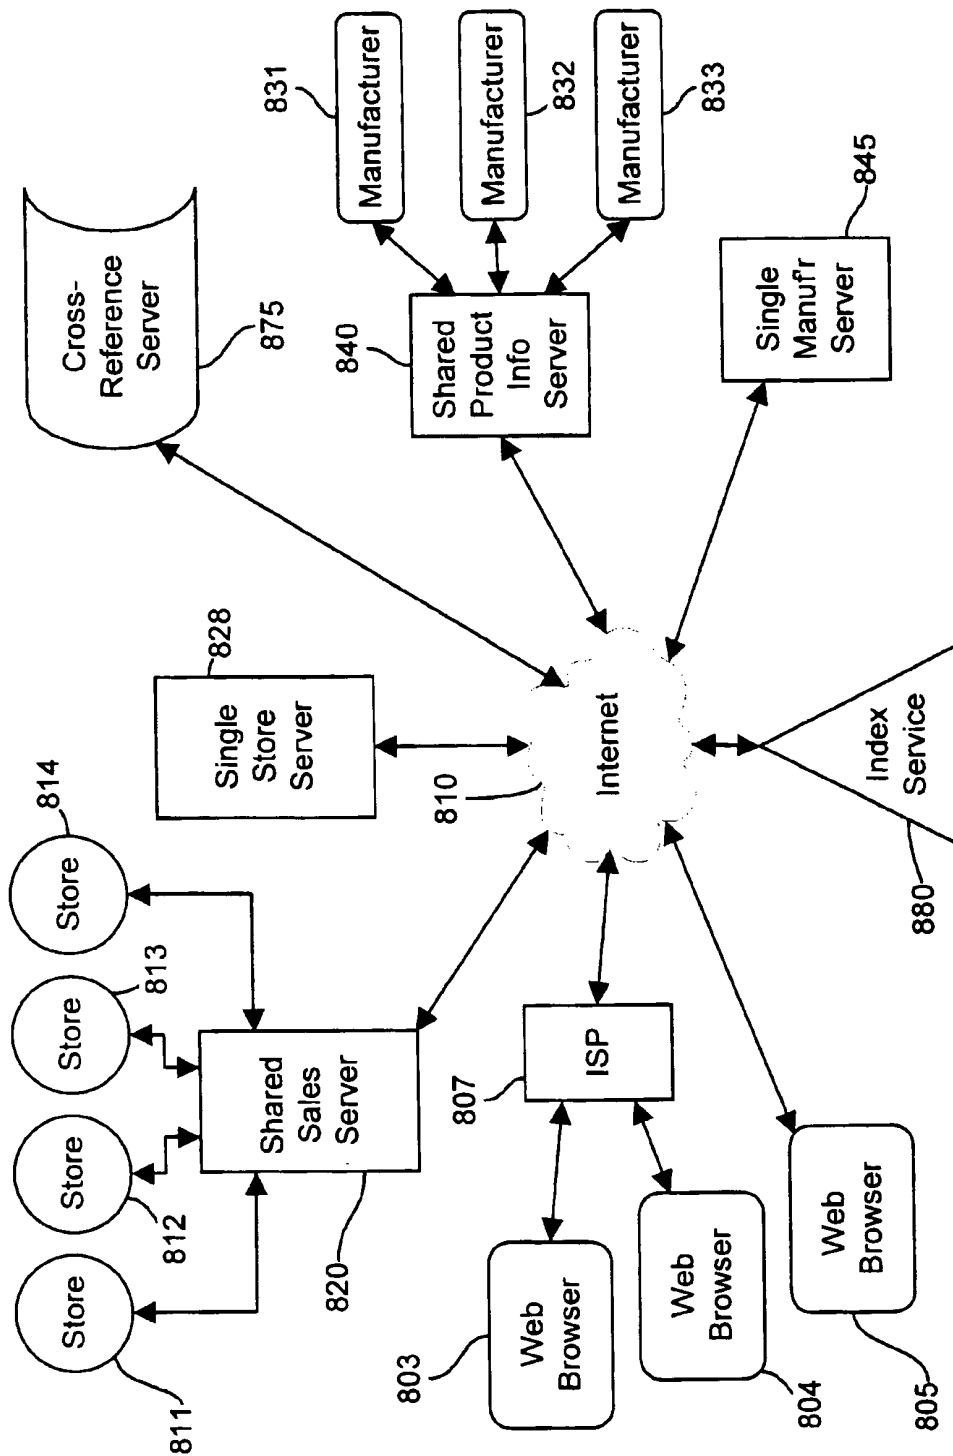 Store
811
Store
812
Store
813
Store
814
Shared
Sales
Server
820
Single
Store
Server
828
Cross-
Reference
Server
875
Manufacturer
831
Manufacturer
832
Manufacturer
833
Shared
Product
Info
Server
840
Single
Manuf'r
Server
845
Internet
810
ISP
807
Web
Browser
803
Web
Browser
804
Web
Browser
805
Index
Service
880